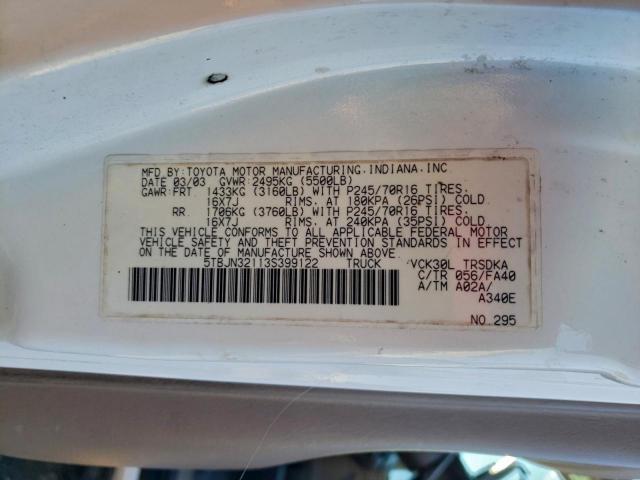 MFD BY: TOYOTA MOTOR MANUFACTURING, INDIANA, INC
DATE 03/03 GVWR: 2495KG (5500LB)
GAWR: FRT 1433KG (3160LB) WITH P245/70R16 TIRES.
16X7J RIMS. AT 180KPA (26PSI) COLD
RR 1706KG (3760LB) WITH P245/70R16 TIRES.
16X7J RIMS. AT 240KPA (35PSI) COLD
THIS VEHICLE CONFORMS TO ALL APPLICABLE FEDERAL MOTOR
VEHICLE SAFETY AND THEFT PREVENTION STANDARDS IN EFFECT
ON THE DATE OF MANUFACTURE SHOWN ABOVE.
5TBJN32113S399122 TRUCK VCK30L TRSDKA
C/TR 056/FA40
A/TM A02A/
A340E
NO. 295